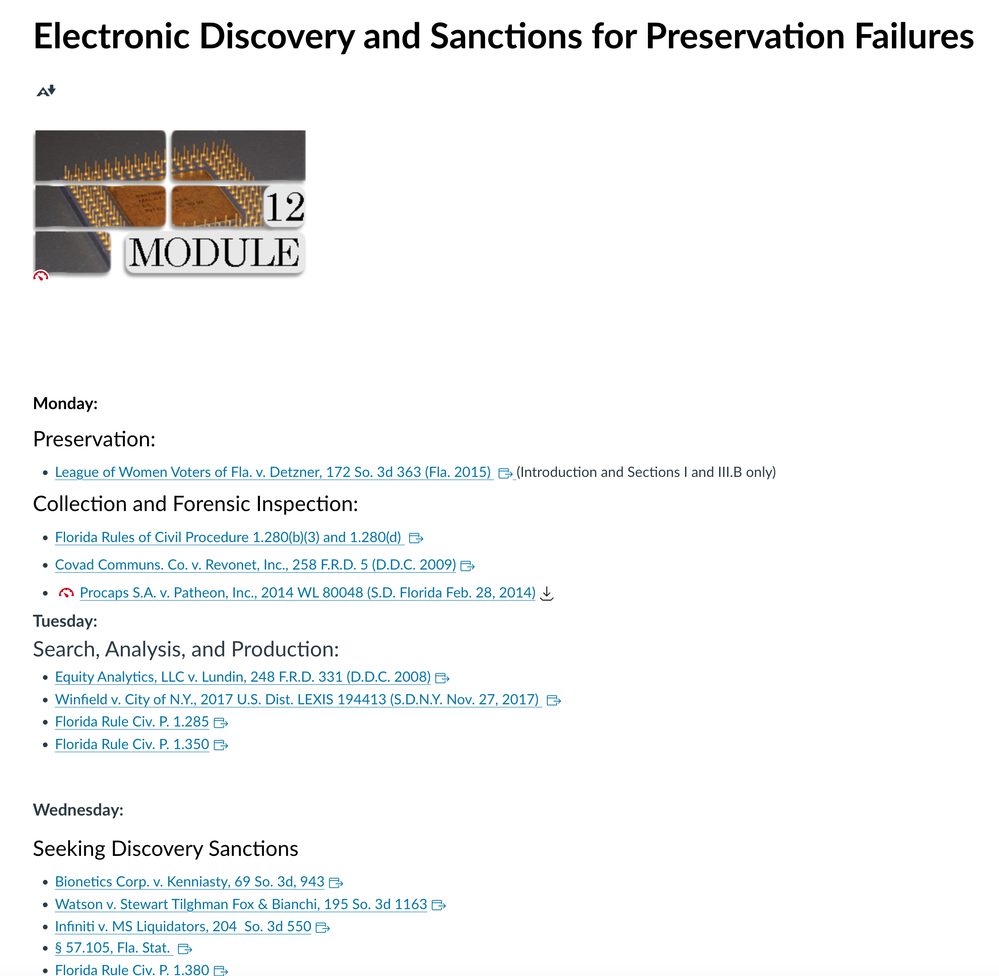 Electronic Discovery and Sanctions for Preservation Failures
12
MODULE
Monday:
Preservation:
League of Women Voters of Fla. v. Detzner, 172 So. 3d 363 (Fla. 2015) (Introduction and Sections I and III.B only)
Collection and Forensic Inspection:
Florida Rules of Civil Procedure 1.280(b)(3) and 1.280(d)
Covad Communs. Co. v. Revonet, Inc., 258 F.R.D. 5 (D.D.C. 2009)
Procaps S.A. v. Patheon, Inc., 2014 WL 80048 (S.D. Florida Feb. 28, 2014)
Tuesday:
Search, Analysis, and Production:
Equity Analytics, LLC v. Lundin, 248 F.R.D. 331 (D.D.C. 2008)
Winfield v. City of N.Y., 2017 U.S. Dist. LEXIS 194413 (S.D.N.Y. Nov. 27, 2017)
Florida Rule Civ. P. 1.285
Florida Rule Civ. P. 1.350
Wednesday:
Seeking Discovery Sanctions
Bionetics Corp. v. Kenniasty, 69 So. 3d, 943
Watson v. Stewart Tilghman Fox & Bianchi, 195 So. 3d 1163
Infiniti v. MS Liquidators, 204 So. 3d 550
§ 57.105, Fla. Stat.
Florida Rule Civ. P. 1.380